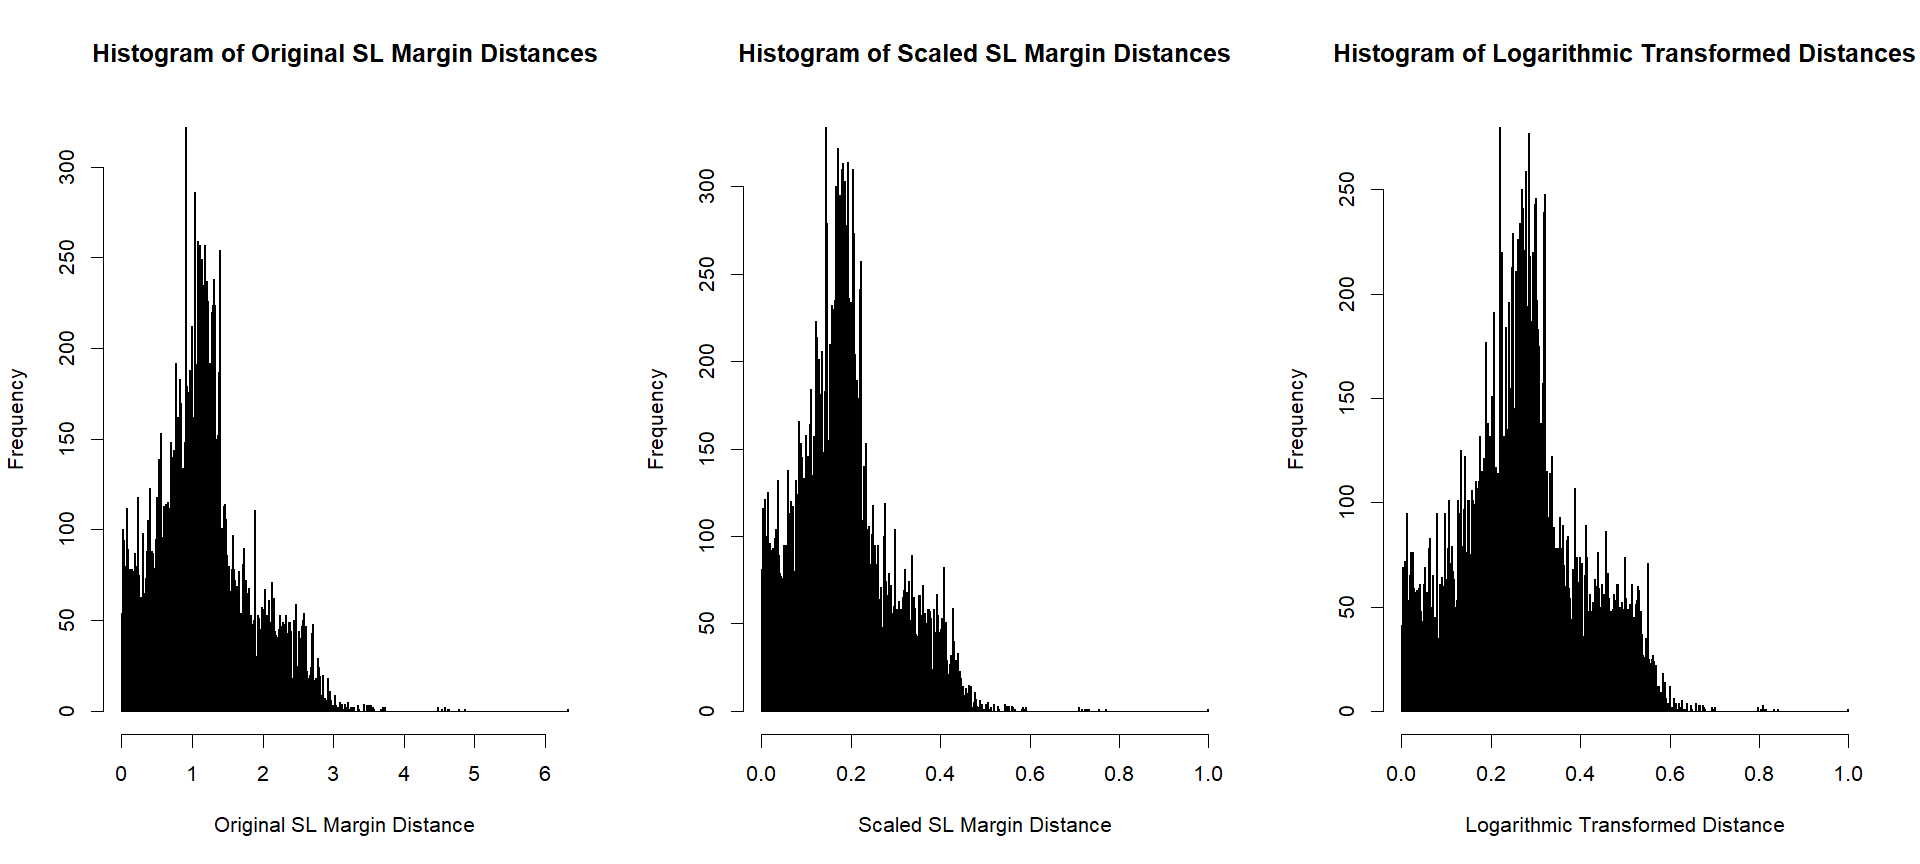 Histogram of Original SL Margin Distances
Frequency
300
250
200
150
100
50
0
0 1 2 3 4 5 6
Original SL Margin Distance
Histogram of Scaled SL Margin Distances
Frequency
300
250
200
150
100
50
0
0.0 0.2 0.4 0.6 0.8 1.0
Scaled SL Margin Distance
Histogram of Logarithmic Transformed Distances
Frequency
250
200
150
100
50
0
0.0 0.2 0.4 0.6 0.8 1.0
Logarithmic Transformed Distance